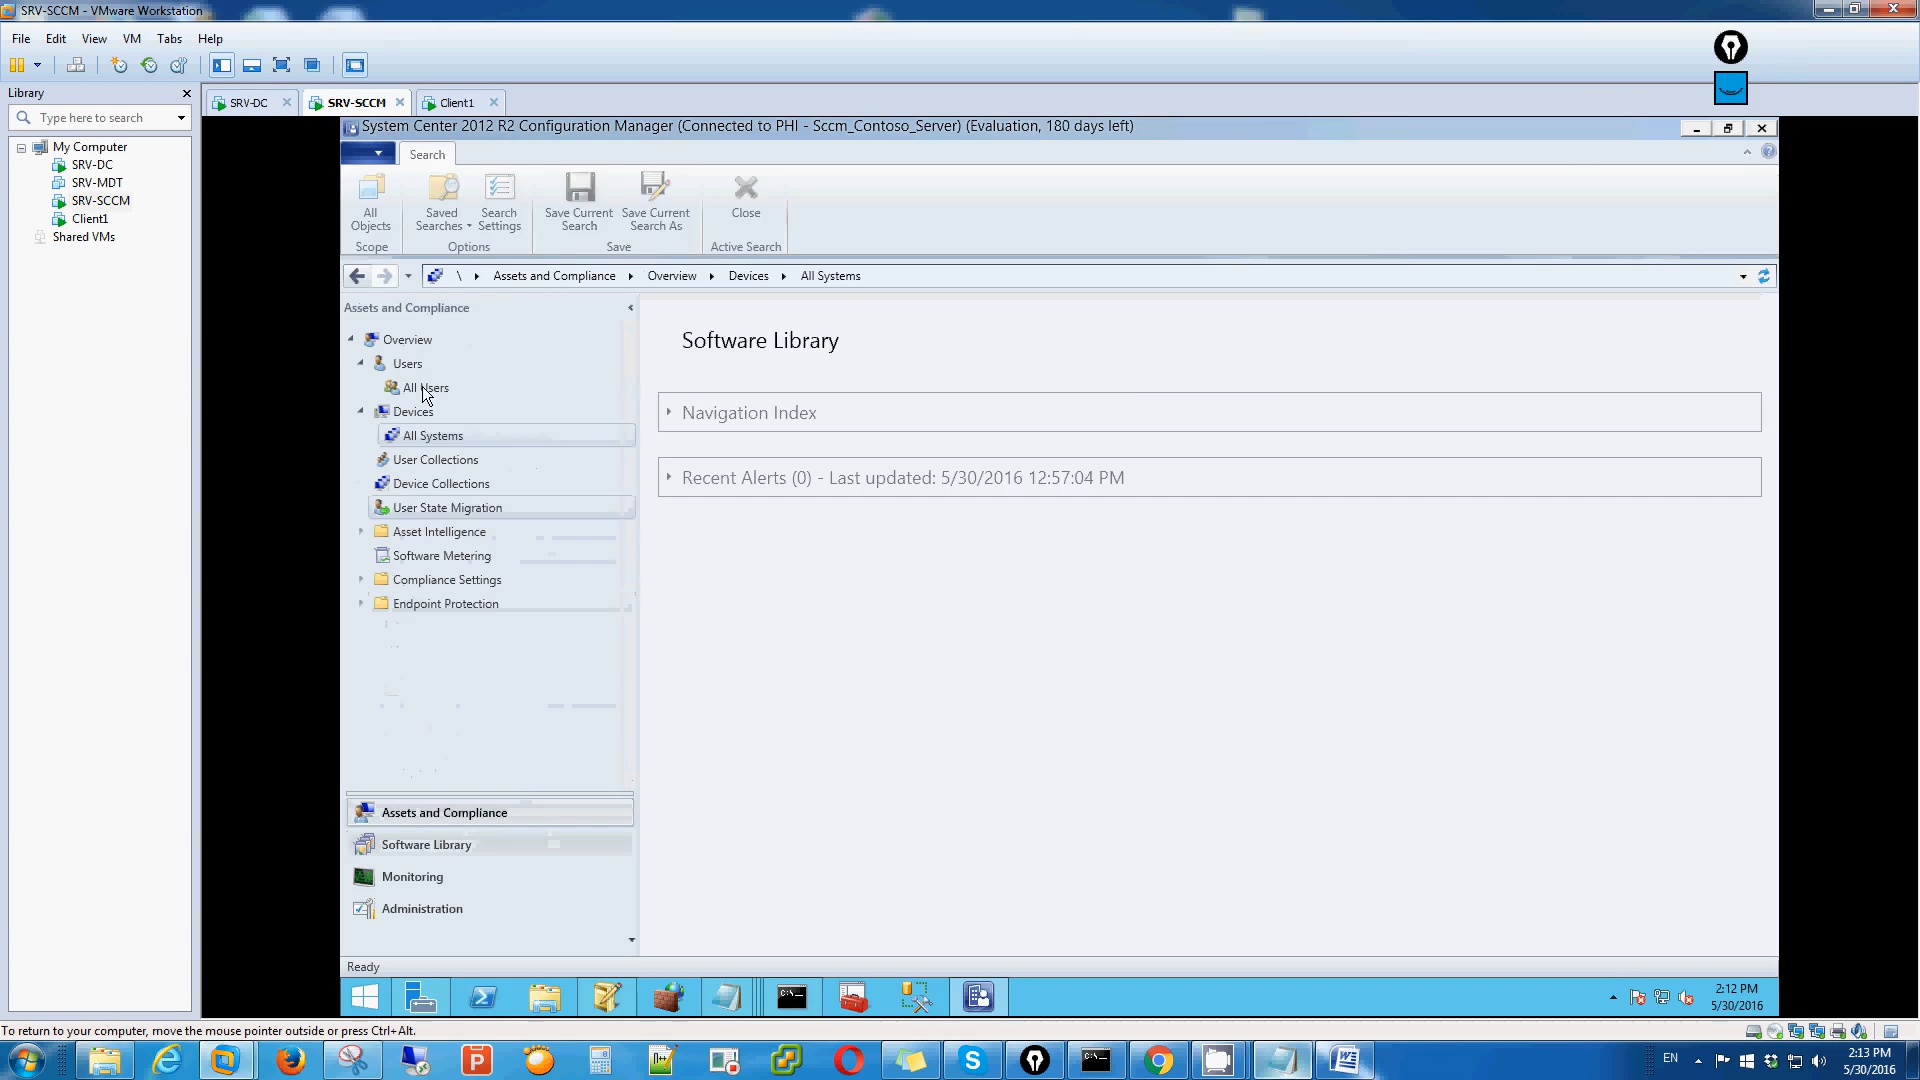 SRV-SCCM - VMware Workstation
File Edit View VM Tabs Help
Library
Type here to search
My Computer
SRV-DC
SRV-MDT
SRV-SCCM
Client1
Shared VMs
SRV-DC SRV-SCCM Client1
System Center 2012 R2 Configuration Manager (Connected to PHI - Sccm_Contoso_Server) (Evaluation, 180 days left)
Search
All Objects
Saved Searches
Search Settings
Save Current Search
Save Current Search As
Close
Scope Options Save Active Search
\ Assets and Compliance Overview Devices All Systems
Assets and Compliance
Overview
Users
All Users
Devices
All Systems
User Collections
Device Collections
User State Migration
Asset Intelligence
Software Metering
Compliance Settings
Endpoint Protection
Assets and Compliance
Software Library
Monitoring
Administration
Software Library
Navigation Index
Recent Alerts (0) - Last updated: 5/30/2016 12:57:04 PM
Ready
2:12 PM
5/30/2016
To return to your computer, move the mouse pointer outside or press Ctrl+Alt.
EN
2:13 PM
5/30/2016